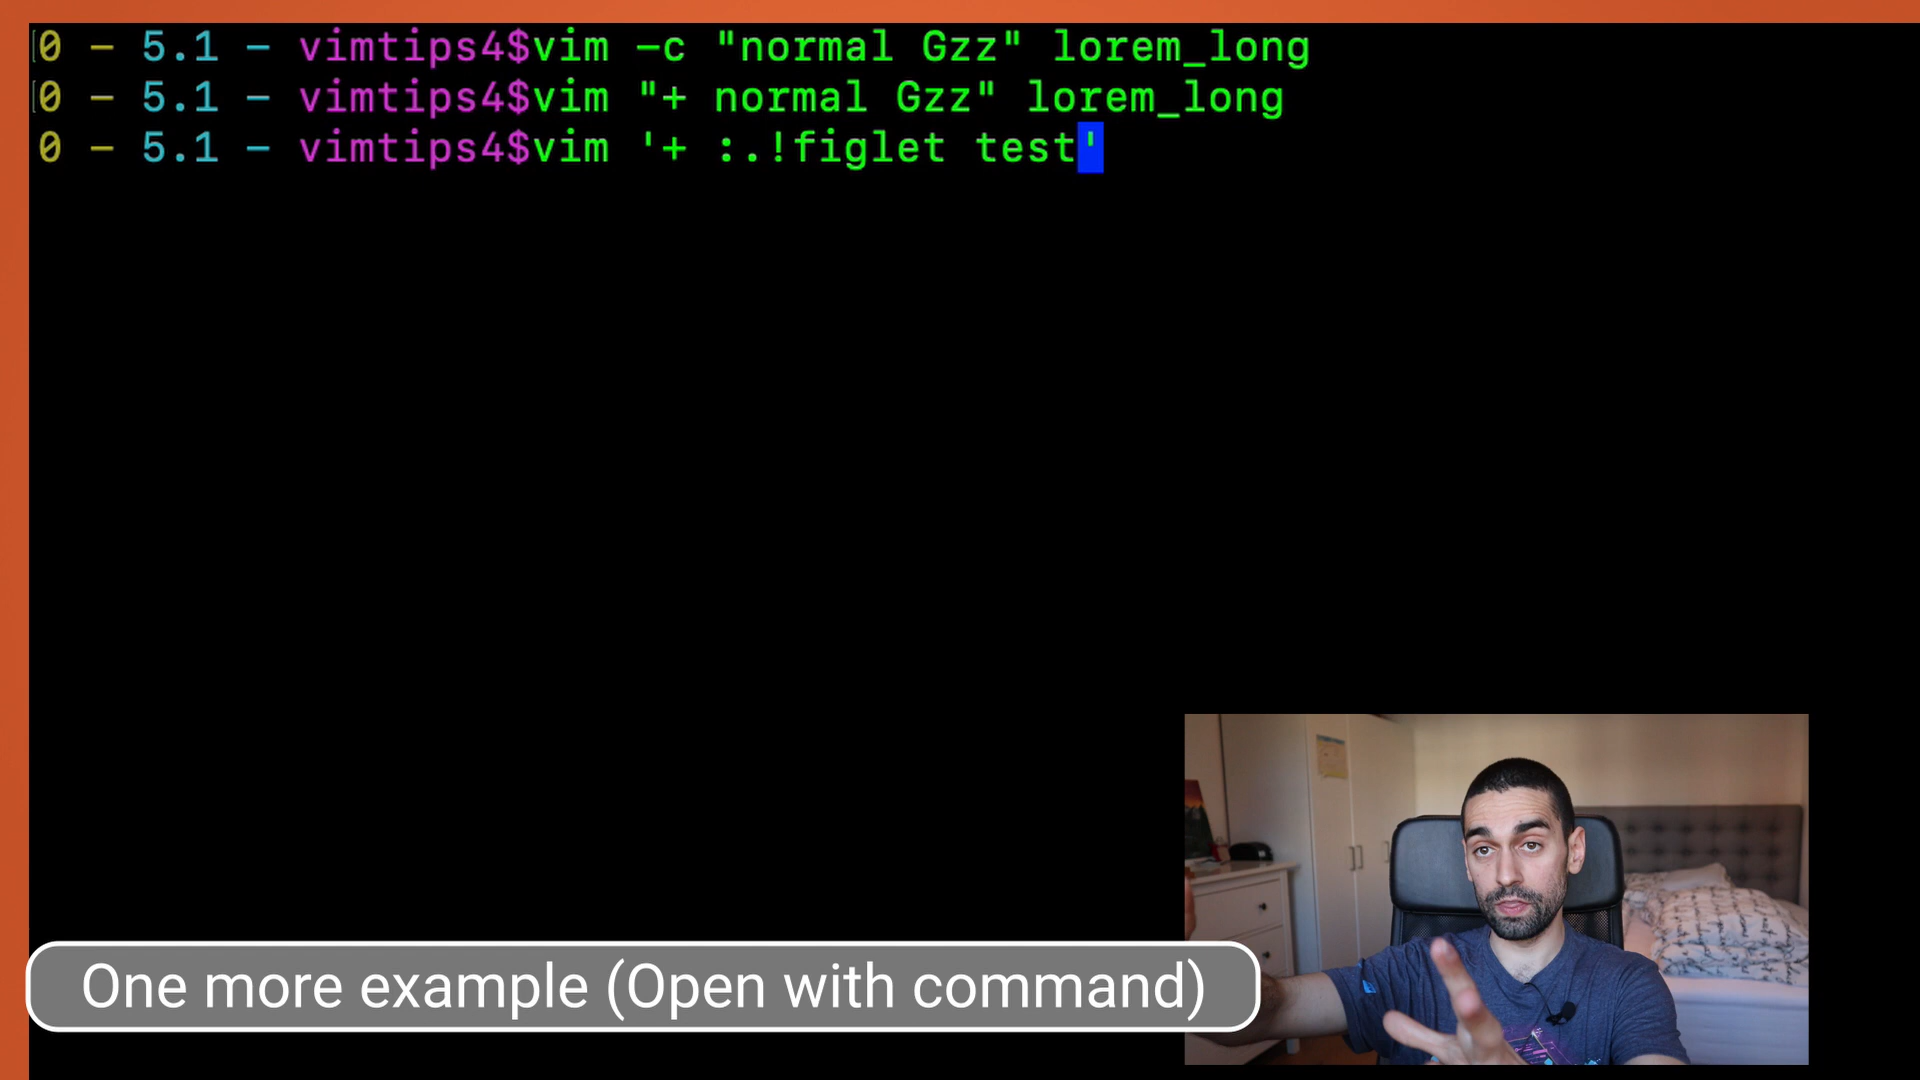 0 - 5.1 - vimtips4$vim -c "normal Gzz" lorem_long
0 - 5.1 - vimtips4$vim "+ normal Gzz" lorem_long
0 - 5.1 - vimtips4$vim '+ :.!figlet test'
One more example (Open with command)